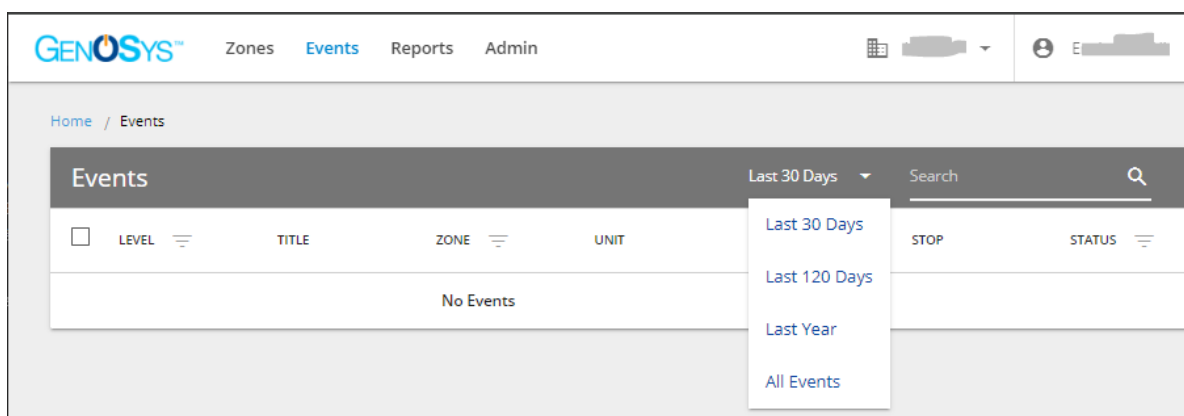 GENOSYS™ Zones Events Reports Admin
Home / Events
Events Last 30 Days Search
LEVEL TITLE ZONE UNIT STOP STATUS
No Events
Last 30 Days
Last 120 Days
Last Year
All Events